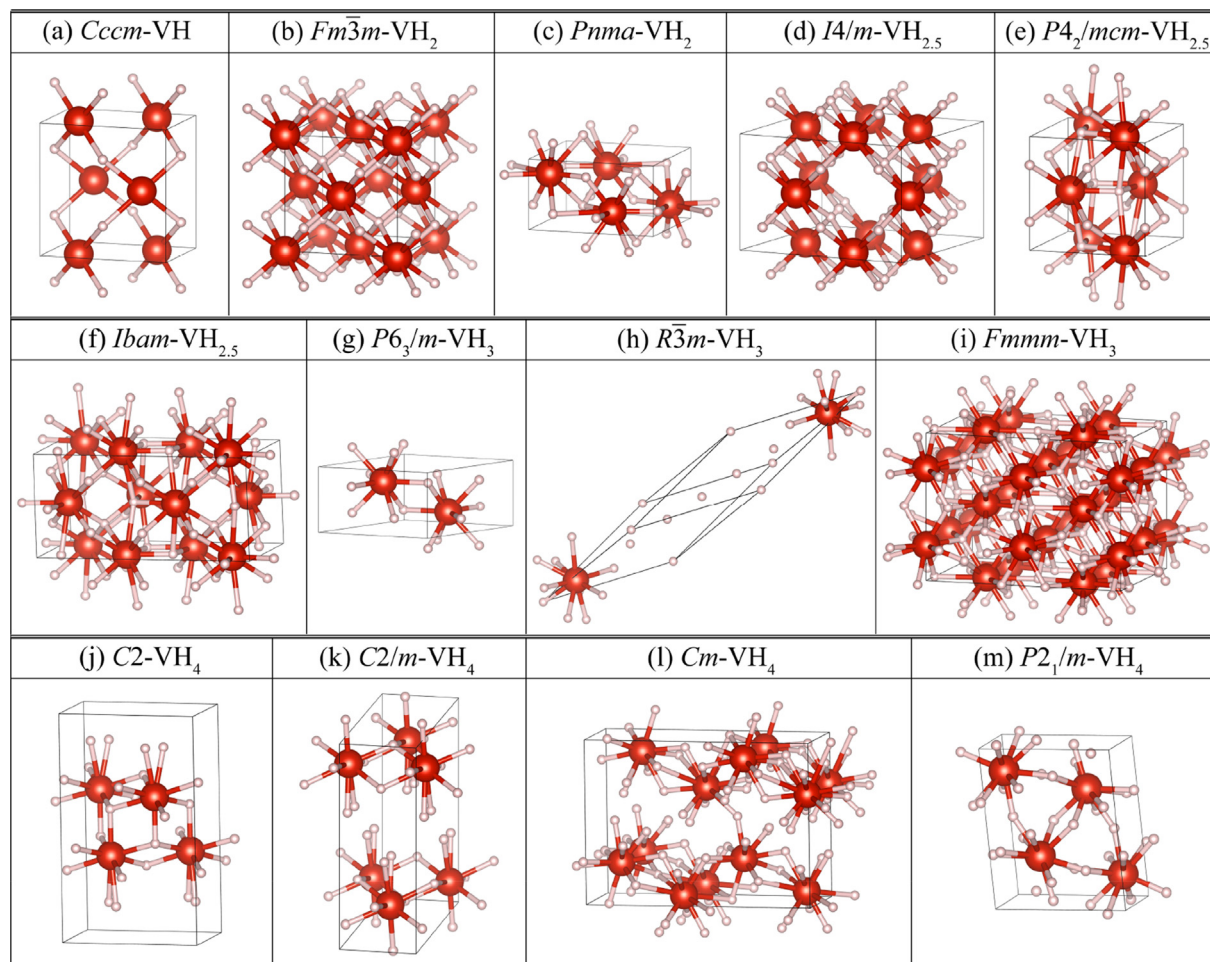 (a) Cccm-VH
(b) Fm3̅m-VH₂
(c) Pnma-VH₂
(d) I4/m-VH₂.₅
(e) P4₂/mcm-VH₂.₅
(f) Ibam-VH₂.₅
(g) P6₃/m-VH₃
(h) R3̅m-VH₃
(i) Fmmm-VH₃
(j) C2-VH₄
(k) C2/m-VH₄
(l) Cm-VH₄
(m) P2₁/m-VH₄